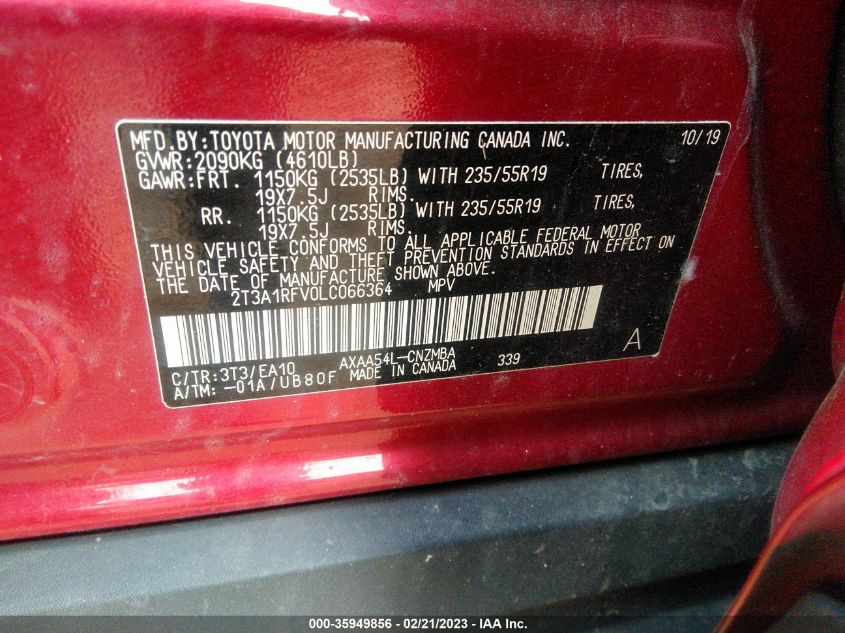 MFD.BY:TOYOTA MOTOR MANUFACTURING CANADA INC. 10/19
GVWR:2090KG (4610LB)
GAWR:FRT. 1150KG (2535LB) WITH 235/55R19 TIRES,
19X7.5J RIMS.
RR. 1150KG (2535LB) WITH 235/55R19 TIRES,
19X7.5J RIMS.
THIS VEHICLE CONFORMS TO ALL APPLICABLE FEDERAL MOTOR
VEHICLE SAFETY AND THEFT PREVENTION STANDARDS IN EFFECT ON
THE DATE OF MANUFACTURE SHOWN ABOVE.
2T3A1RFV0LC066364 MPV
C/TR:3T3/EA10 AXAA54L-CNZMBA 339 A
A/TM:-01A/UB80F MADE IN CANADA
000-35949856 - 02/21/2023 - IAA Inc.